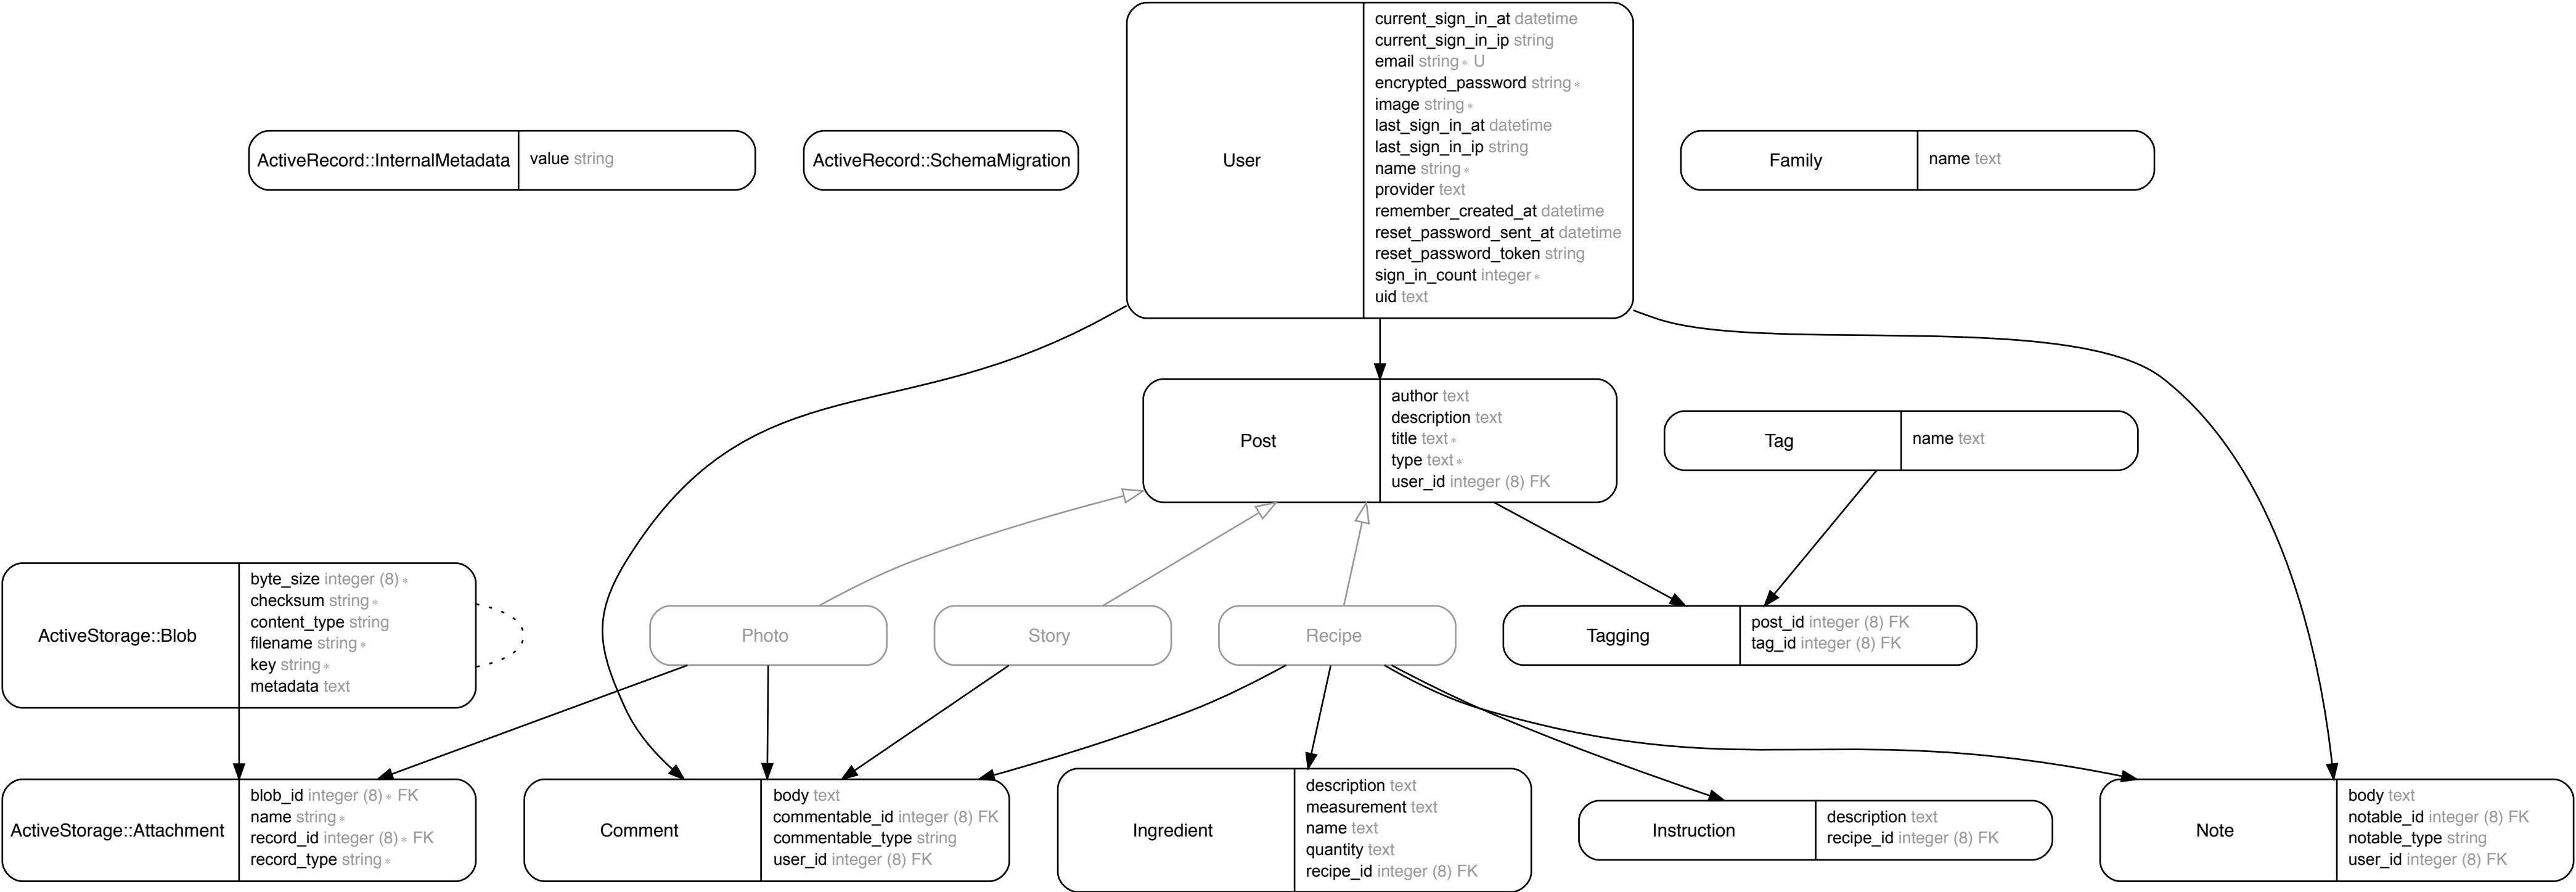 current_sign_in_at datetime
current_sign_in_ip string
email string∗ U
encrypted_password string∗
image string∗
last_sign_in_at datetime
last_sign_in_ip string
name string∗
provider text
remember_created_at datetime
reset_password_sent_at datetime
reset_password_token string
sign_in_count integer∗
uid text
User
ActiveRecord::InternalMetadata
value string
ActiveRecord::SchemaMigration
Family
name text
Post
author text
description text
title text∗
type text∗
user_id integer (8) FK
Tag
name text
ActiveStorage::Blob
byte_size integer (8)∗
checksum string∗
content_type string
filename string∗
key string∗
metadata text
Photo
Story
Recipe
Tagging
post_id integer (8) FK
tag_id integer (8) FK
ActiveStorage::Attachment
blob_id integer (8)∗ FK
name string∗
record_id integer (8)∗ FK
record_type string∗
Comment
body text
commentable_id integer (8) FK
commentable_type string
user_id integer (8) FK
Ingredient
description text
measurement text
name text
quantity text
recipe_id integer (8) FK
Instruction
description text
recipe_id integer (8) FK
Note
body text
notable_id integer (8) FK
notable_type string
user_id integer (8) FK